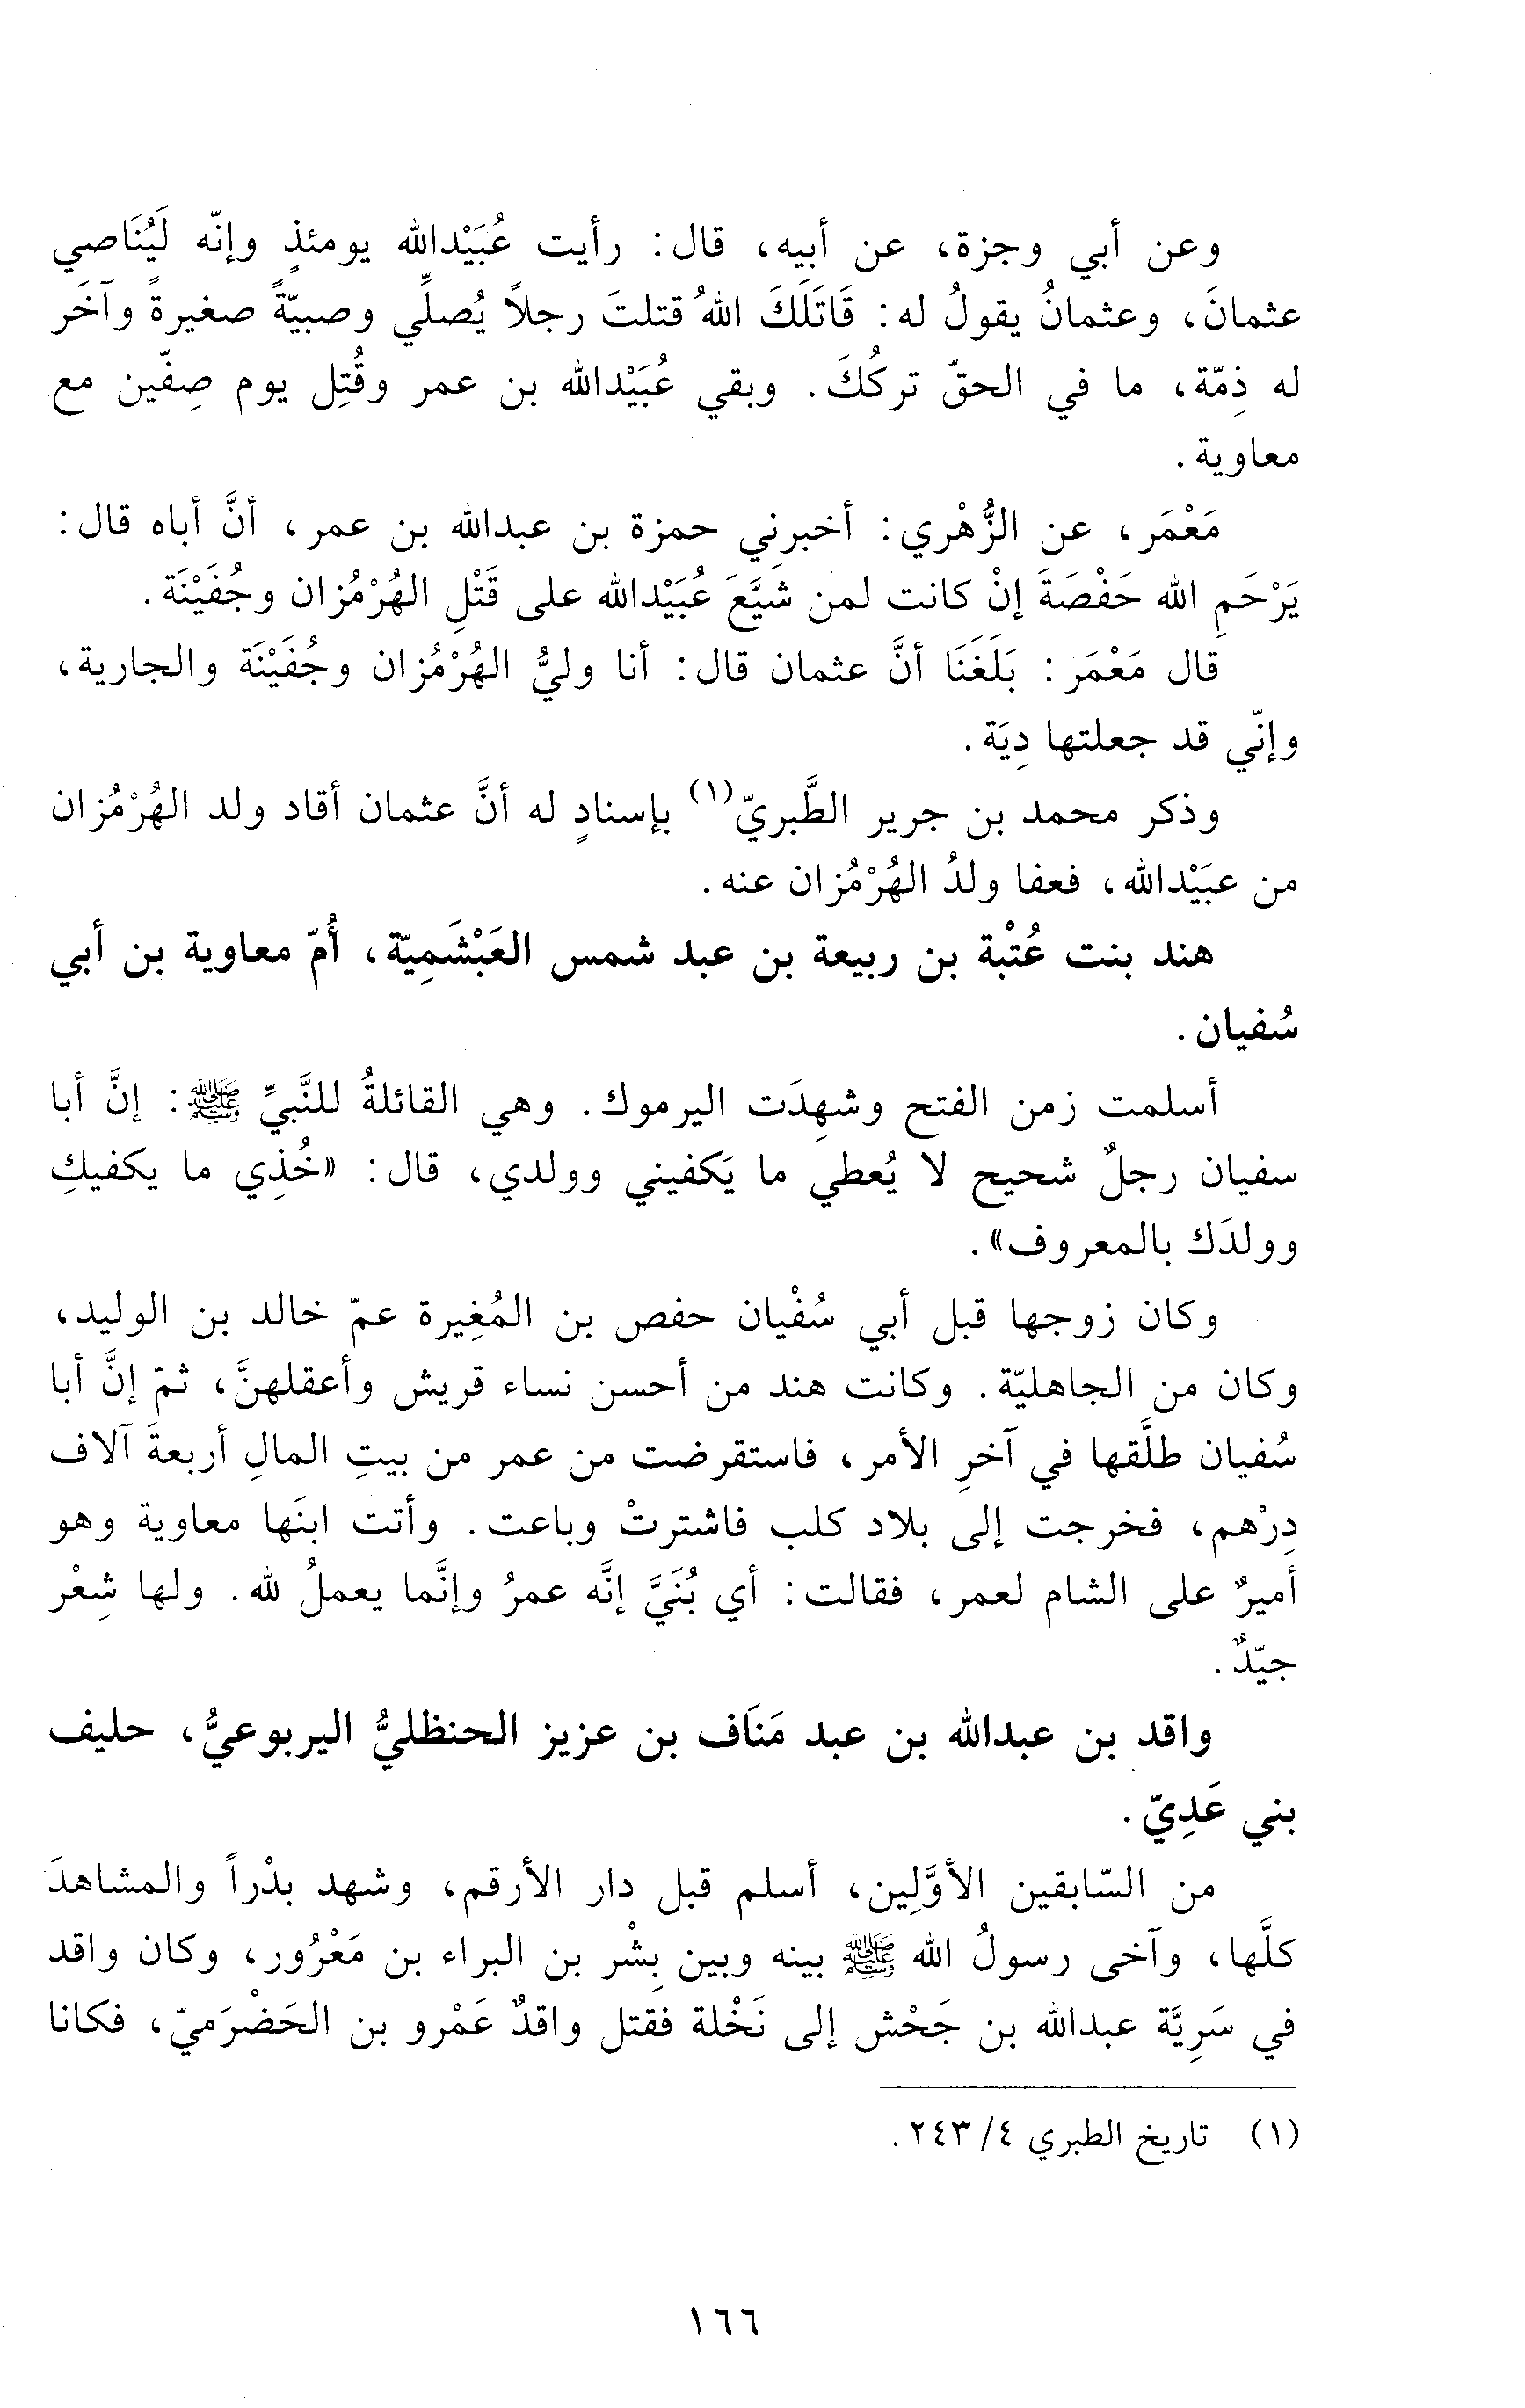 وعن أبي وجزة، عن أبيه، قال: رأيت عُبَيْدالله يومئذٍ وإنّه لَيُنَاصي
عثمانَ، وعثمانُ يقولُ له: قَاتَلَكَ اللهُ قتلتَ رجلاً يُصلِّي وصبيّةً صغيرةً وآخَر
له ذِمّة، ما في الحقّ تركُكَ. وبقي عُبَيْدالله بن عمر وقُتِل يوم صِفّين مع
معاوية.
مَعْمَر، عن الزُّهْري: أخبرني حمزة بن عبدالله بن عمر، أنَّ أباه قال:
يَرْحَمِ الله حَفْصَةَ إنْ كانت لمن شَيَّعَ عُبَيْدالله على قَتْلِ الهُرْمُزان وجُفَيْنَة.
قال مَعْمَر: بَلَغَنَا أنَّ عثمان قال: أنا وليُّ الهُرْمُزان وجُفَيْنَة والجارية،
وإنّي قد جعلتها دِيَة.
وذكر محمد بن جرير الطَّبريّ(١) بإسنادٍ له أنَّ عثمان أقاد ولد الهُرْمُزان
من عبَيْدالله، فعفا ولدُ الهُرْمُزان عنه.
هند بنت عُتْبة بن ربيعة بن عبد شمس العَبْشَمِيّة، أُمّ معاوية بن أبي
سُفيان.
أسلمت زمن الفتح وشهِدَت اليرموك. وهي القائلةُ للنَّبيِّ ﷺ: إنَّ أبا
سفيان رجلٌ شحيح لا يُعطي ما يَكفيني وولدي، قال: «خُذِي ما يكفيكِ
وولدَك بالمعروف».
وكان زوجها قبل أبي سُفْيان حفص بن المُغِيرة عمّ خالد بن الوليد،
وكان من الجاهليّة. وكانت هند من أحسن نساء قريش وأعقلهنَّ، ثمّ إنَّ أبا
سُفيان طلَّقها في آخرِ الأمر، فاستقرضت من عمر من بيتِ المالِ أربعةَ آلاف
دِرْهم، فخرجت إلى بلاد كلب فاشترتْ وباعت. وأتت ابنَها معاوية وهو
أميرٌ على الشام لعمر، فقالت: أي بُنَيَّ إنَّه عمرُ وإنَّما يعملُ لله. ولها شِعْر
جيّدٌ.
واقد بن عبدالله بن عبد مَنَاف بن عزيز الحنظليُّ اليربوعيُّ، حليف
بني عَدِيّ.
من السّابقين الأوَّلِين، أسلم قبل دار الأرقم، وشهد بدْراً والمشاهدَ
كلَّها، وآخى رسولُ الله ﷺ بينه وبين بِشْر بن البراء بن مَعْرُور، وكان واقد
في سَرِيَّة عبدالله بن جَحْش إلى نَخْلة فقتل واقدٌ عَمْرو بن الحَضْرَميّ، فكانا
(١) تاريخ الطبري ٤/ ٢٤٣.
١٦٦